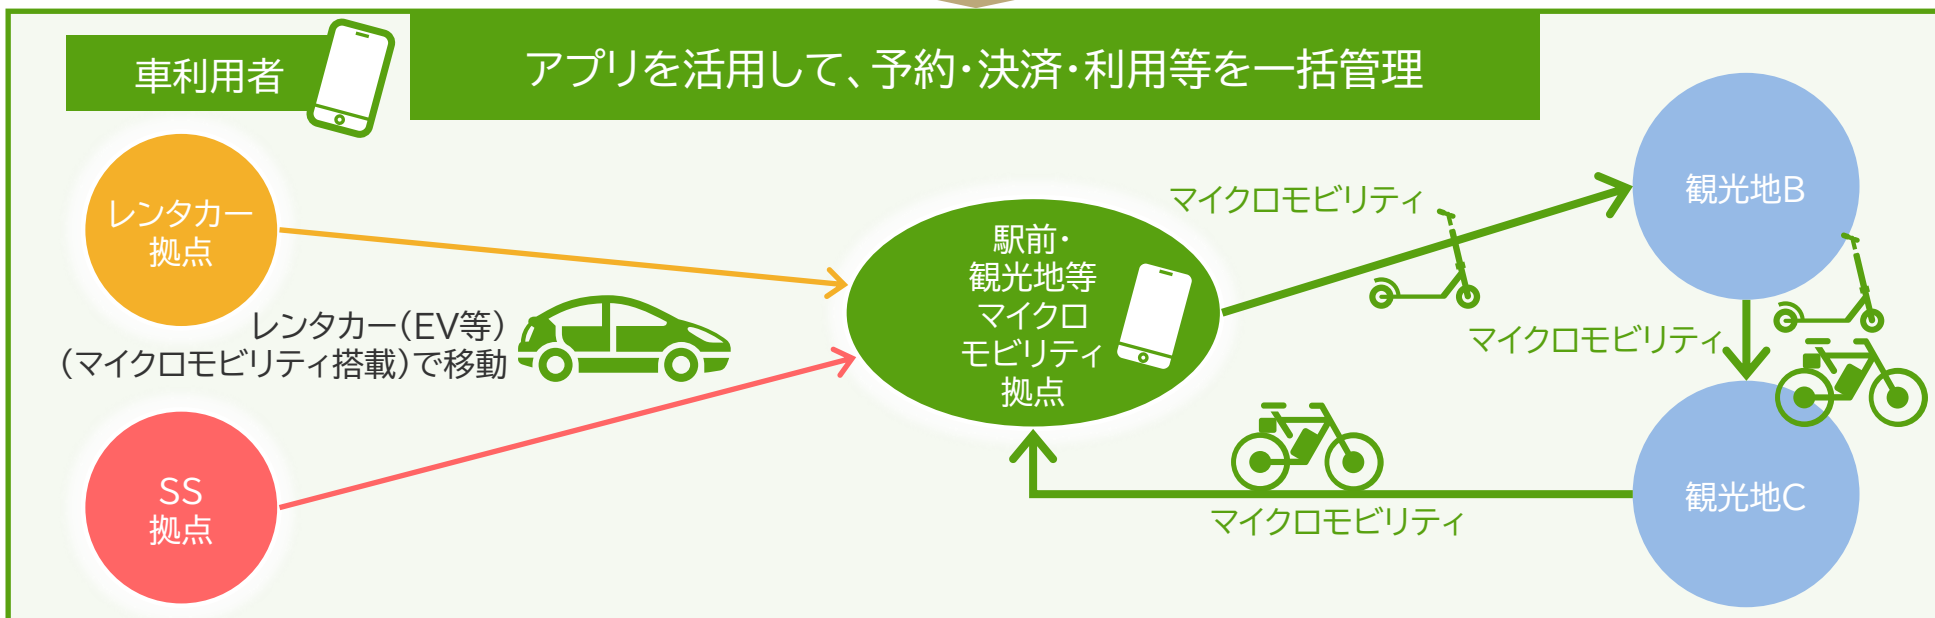 車利用者
アプリを活用して、予約・決済・利用等を一括管理
レンタカー
拠点
レンタカー（EV等）
（マイクロモビリティ搭載）で移動
SS
拠点
駅前・
観光地等
マイクロ
モビリティ
拠点
マイクロモビリティ
観光地B
マイクロモビリティ
観光地C
マイクロモビリティ